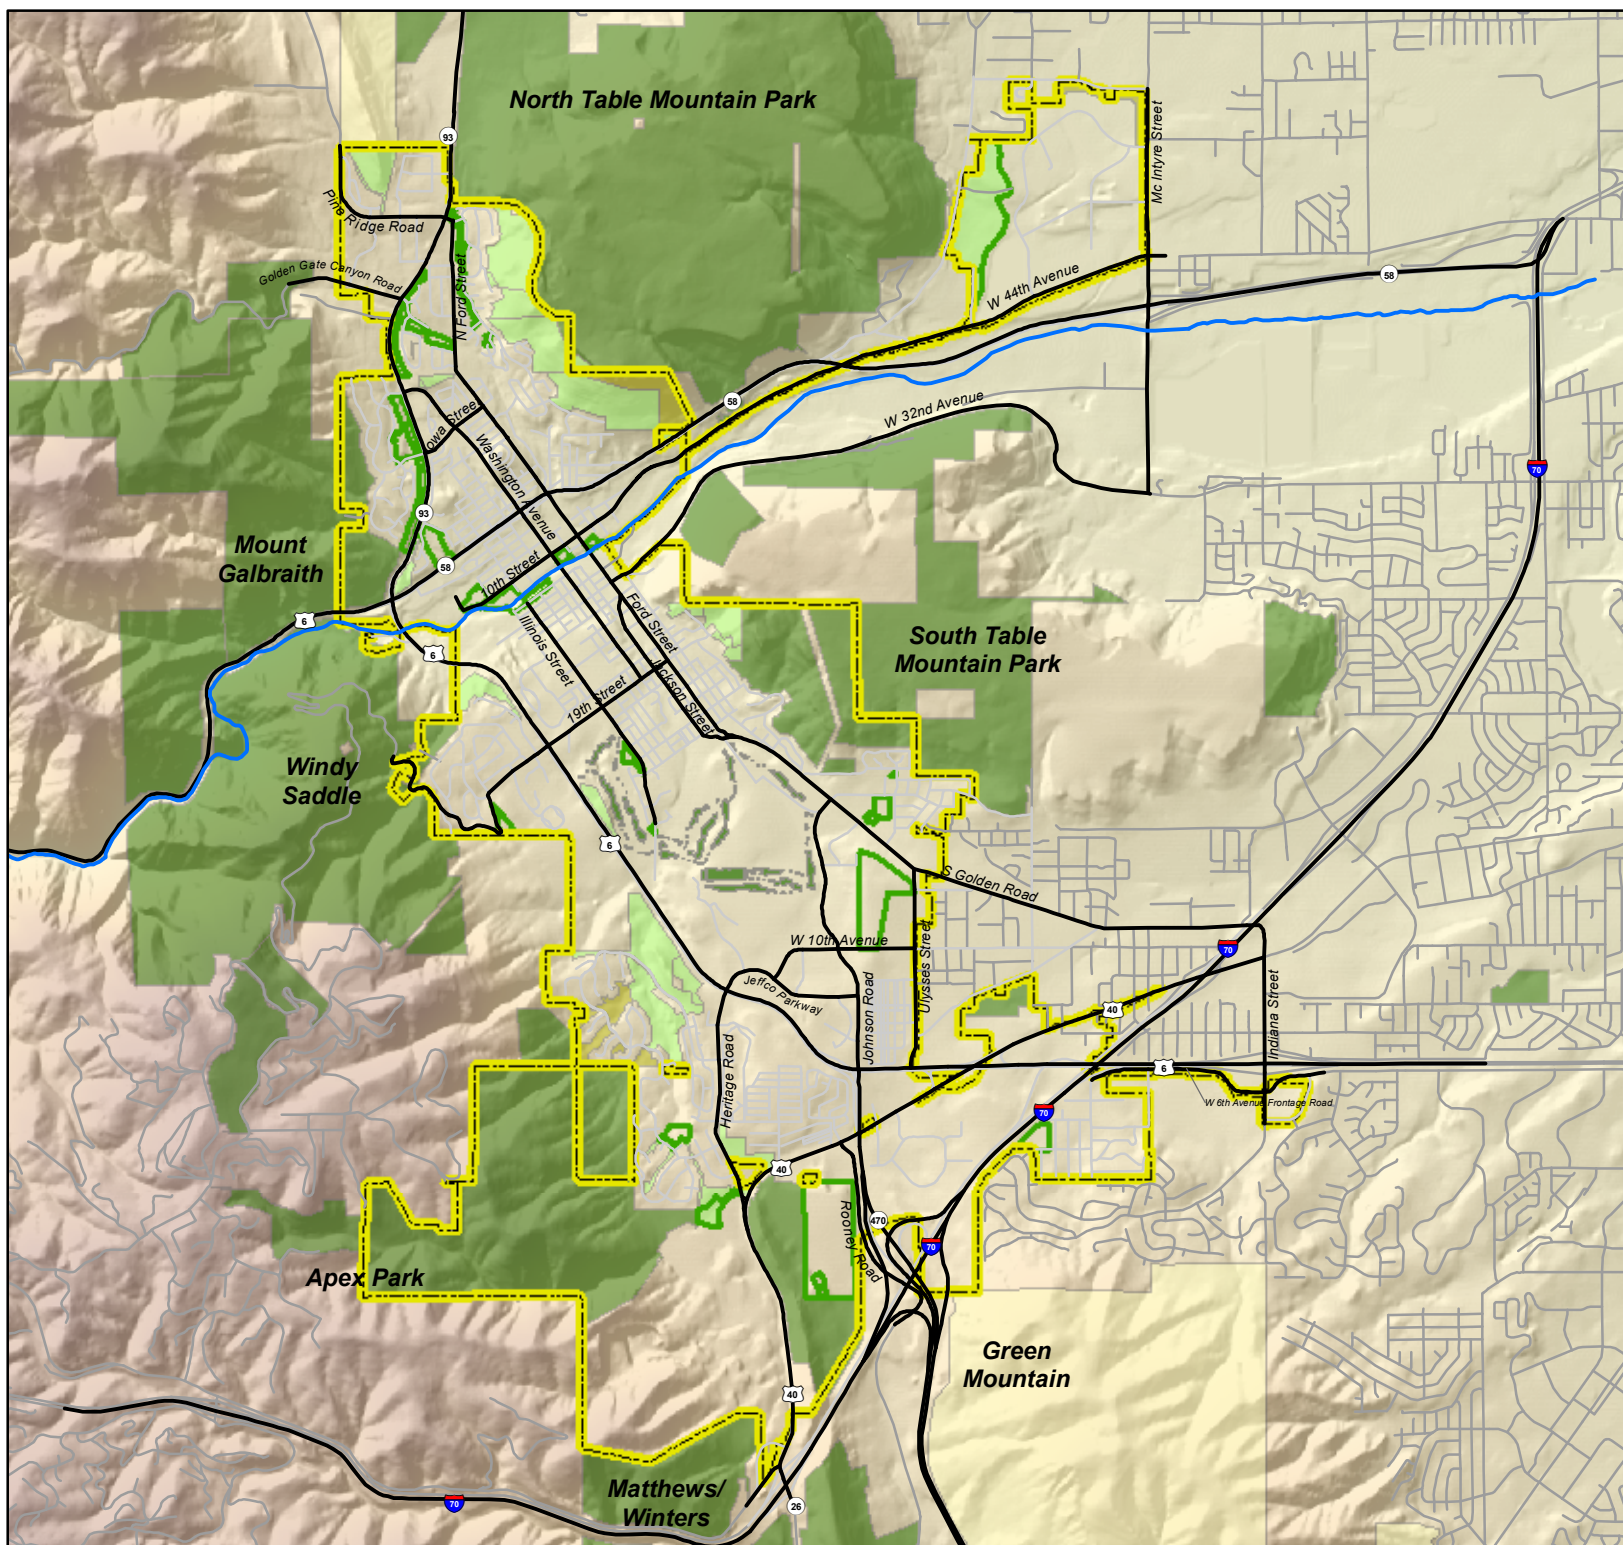 North Table Mountain Park
93
Mc Intyre Street
Pine Ridge Road
Golden Gate Canyon Road
N Ford Street
W 44th Avenue
58
58
W 32nd Avenue
Iowa Street
Washington Avenue
70
93
Mount
Galbraith
58
10th Street
6
6
Illinois Street
Ford Street
South Table
Mountain Park
Jackson Street
19th Street
Windy
Saddle
6
S Golden Road
W 10th Avenue
Ulysses Street
70
Jeffco Parkway
Johnson Road
40
Indiana Street
Heritage Road
6
W 6th Avenue Frontage Road
70
40
Rooney Road
470
70
Apex Park
Green
Mountain
40
Matthews/
Winters
70
26